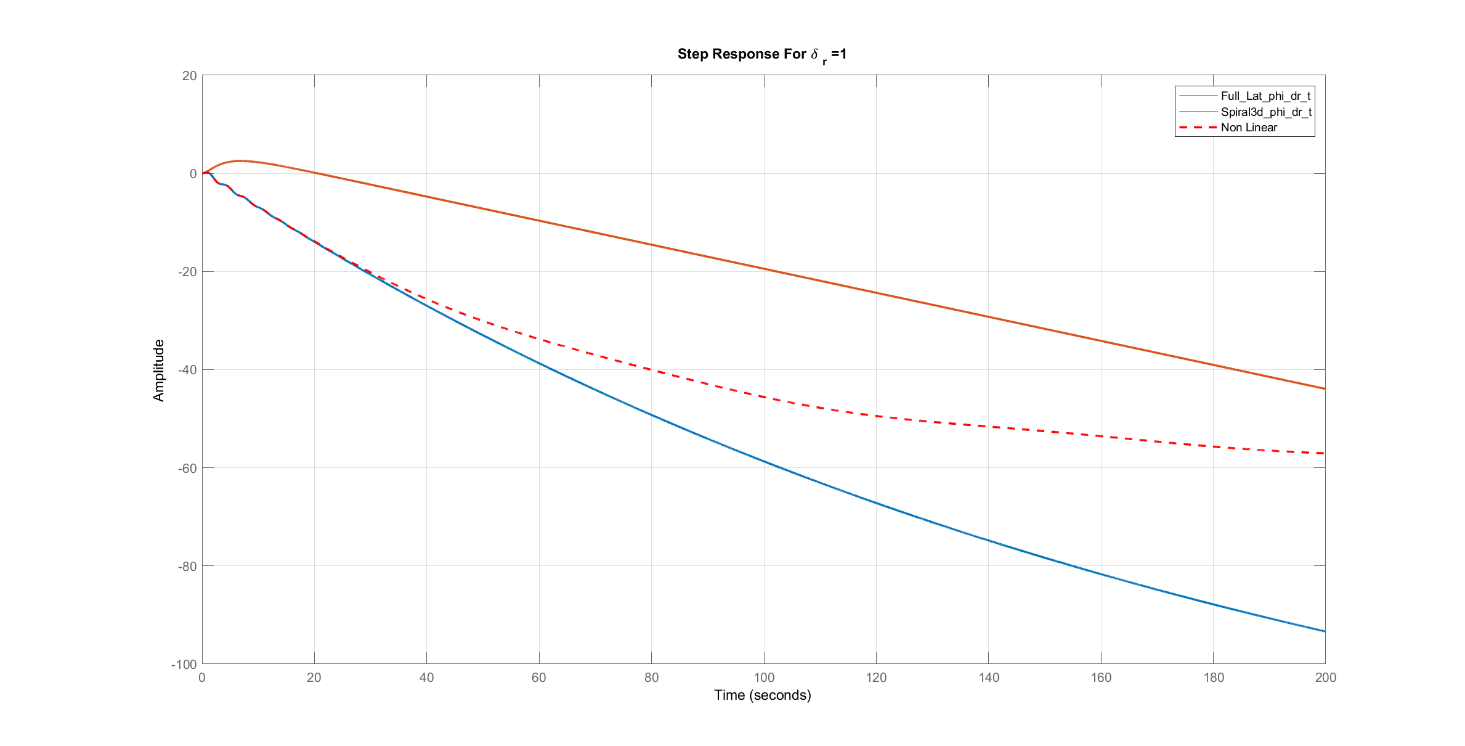 Step Response For δ r =1
Full_Lat_phi_dr_t
Spiral3d_phi_dr_t
Non Linear
20
0
-20
-40
-60
-80
-100
Amplitude
0 20 40 60 80 100 120 140 160 180 200
Time (seconds)